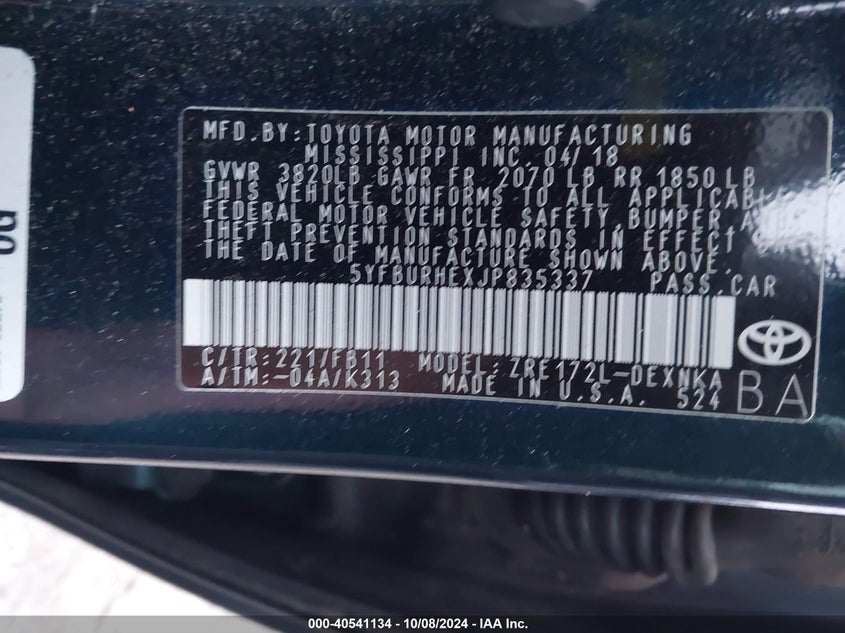 MFD.BY:TOYOTA MOTOR MANUFACTURING
MISSISSIPPI INC. 04/18
GVWR 3820LB GAWR FR 2070 LB RR 1850 LB
THIS VEHICLE CONFORMS TO ALL APPLICABLE
FEDERAL MOTOR VEHICLE SAFETY, BUMPER, AND
THEFT PREVENTION STANDARDS IN EFFECT ON
THE DATE OF MANUFACTURE SHOWN ABOVE.
5YFBURHEXJP835337 PASS.CAR
C/TR:221/FB11 MODEL:ZRE172L-DEXNKA
A/TM:-04A/K313 MADE IN U.S.A. 524
BA
000-40541134 - 10/08/2024 - IAA Inc.